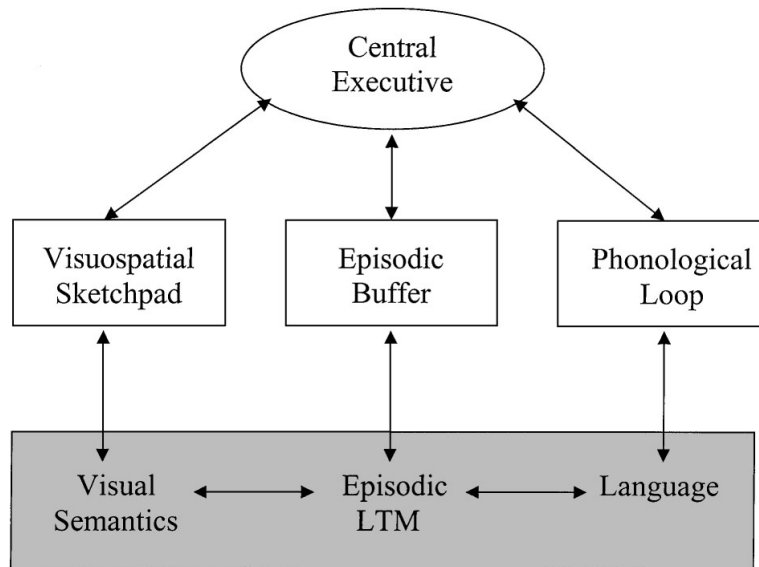 Central
Executive
Visuospatial
Sketchpad
Episodic
Buffer
Phonological
Loop
Visual
Semantics
Episodic
LTM
Language